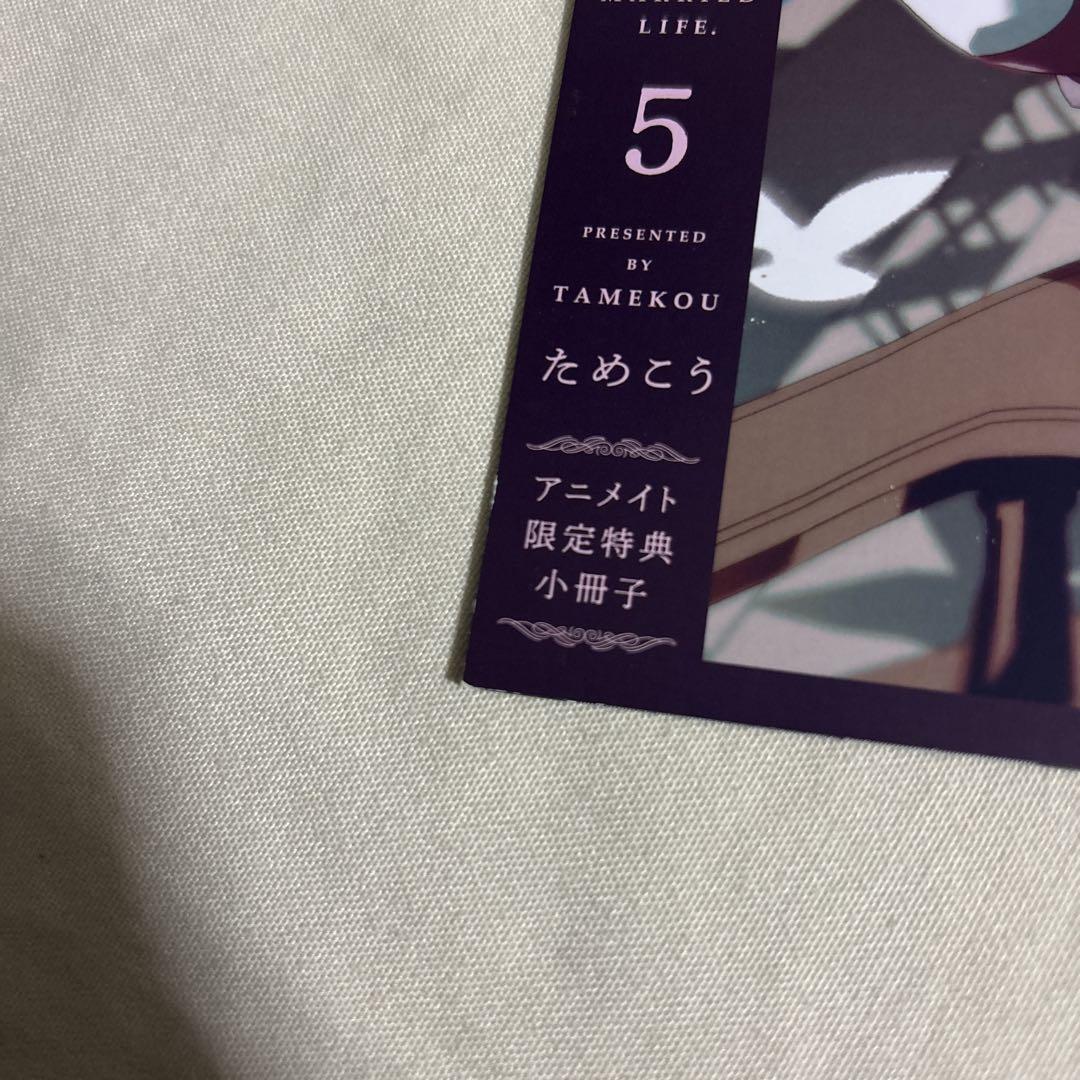 MARRIED
LIFE.
5
PRESENTED
BY
TAMEKOU
ためこう
アニメイト
限定特典
小冊子